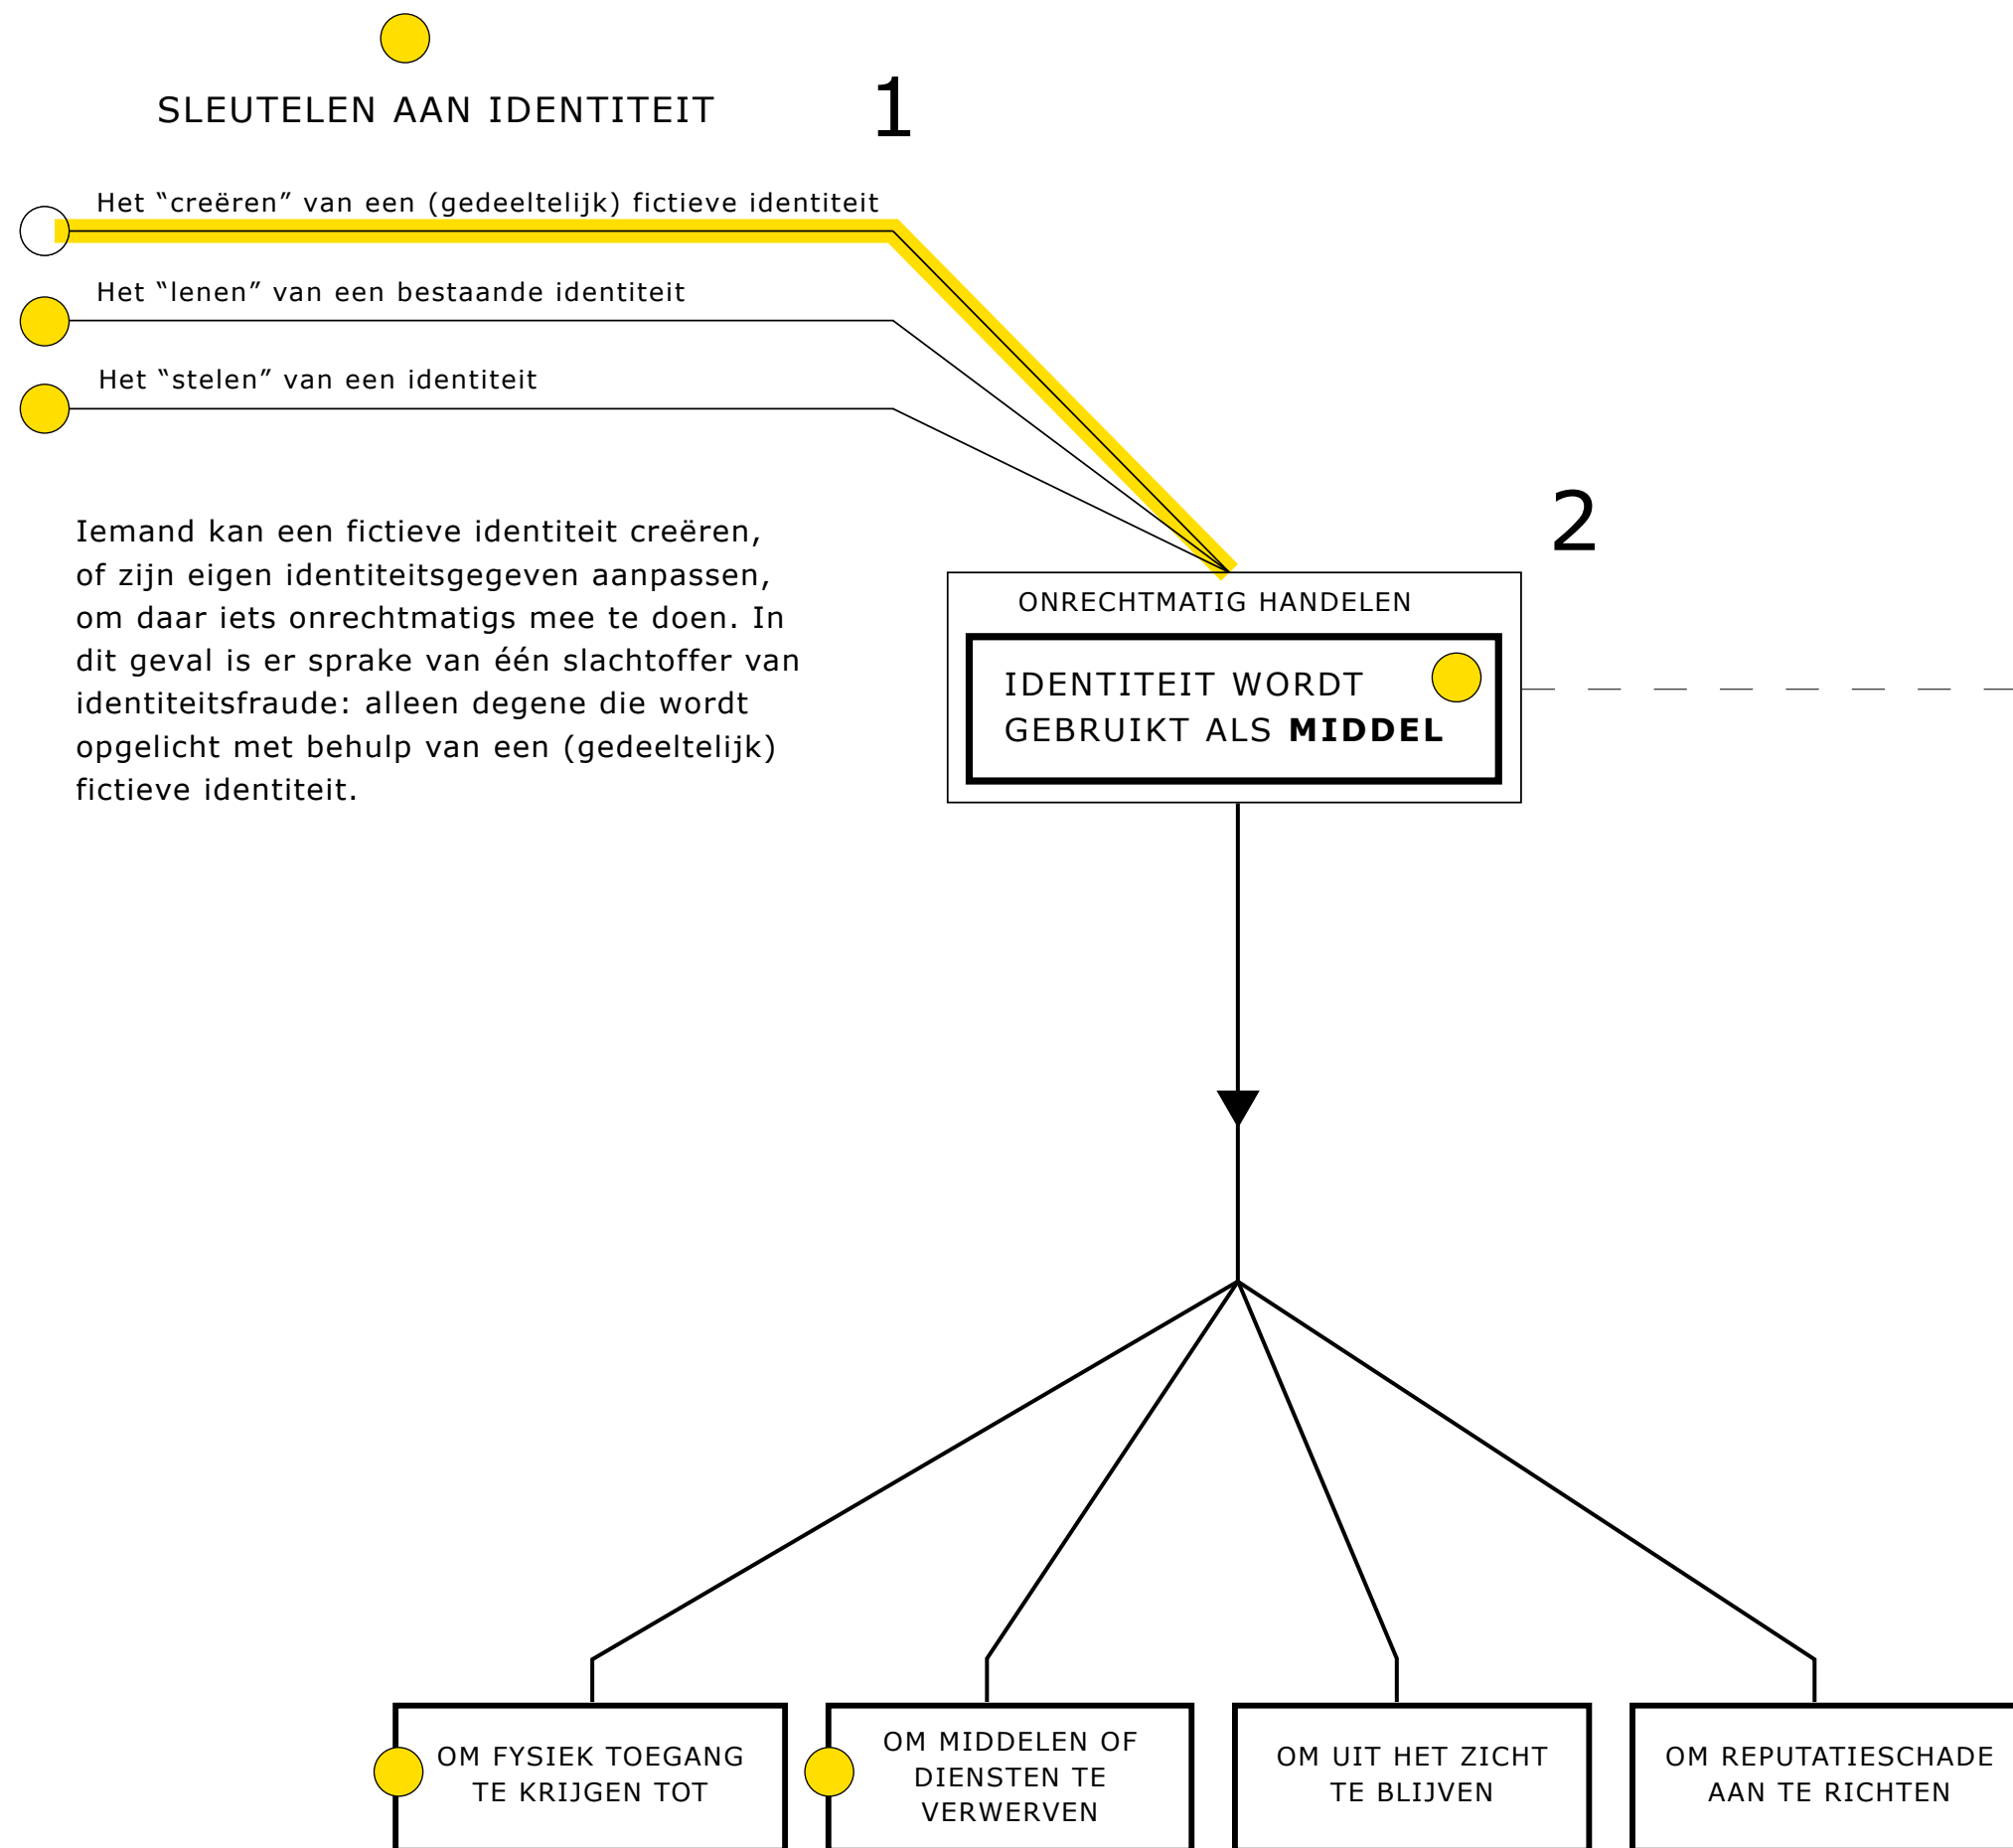 SLEUTELEN AAN IDENTITEIT
1
Het “creëren” van een (gedeeltelijk) fictieve identiteit
Het “lenen” van een bestaande identiteit
Het “stelen” van een identiteit
Iemand kan een fictieve identiteit creëren,
of zijn eigen identiteitsgegeven aanpassen,
om daar iets onrechtmatigs mee te doen. In
dit geval is er sprake van één slachtoffer van
identiteitsfraude: alleen degene die wordt
opgelicht met behulp van een (gedeeltelijk)
fictieve identiteit.
2
ONRECHTMATIG HANDELEN
IDENTITEIT WORDT
GEBRUIKT ALS MIDDEL
OM FYSIEK TOEGANG
TE KRIJGEN TOT
OM MIDDELEN OF
DIENSTEN TE
VERWERVEN
OM UIT HET ZICHT
TE BLIJVEN
OM REPUTATIESCHADE
AAN TE RICHTEN